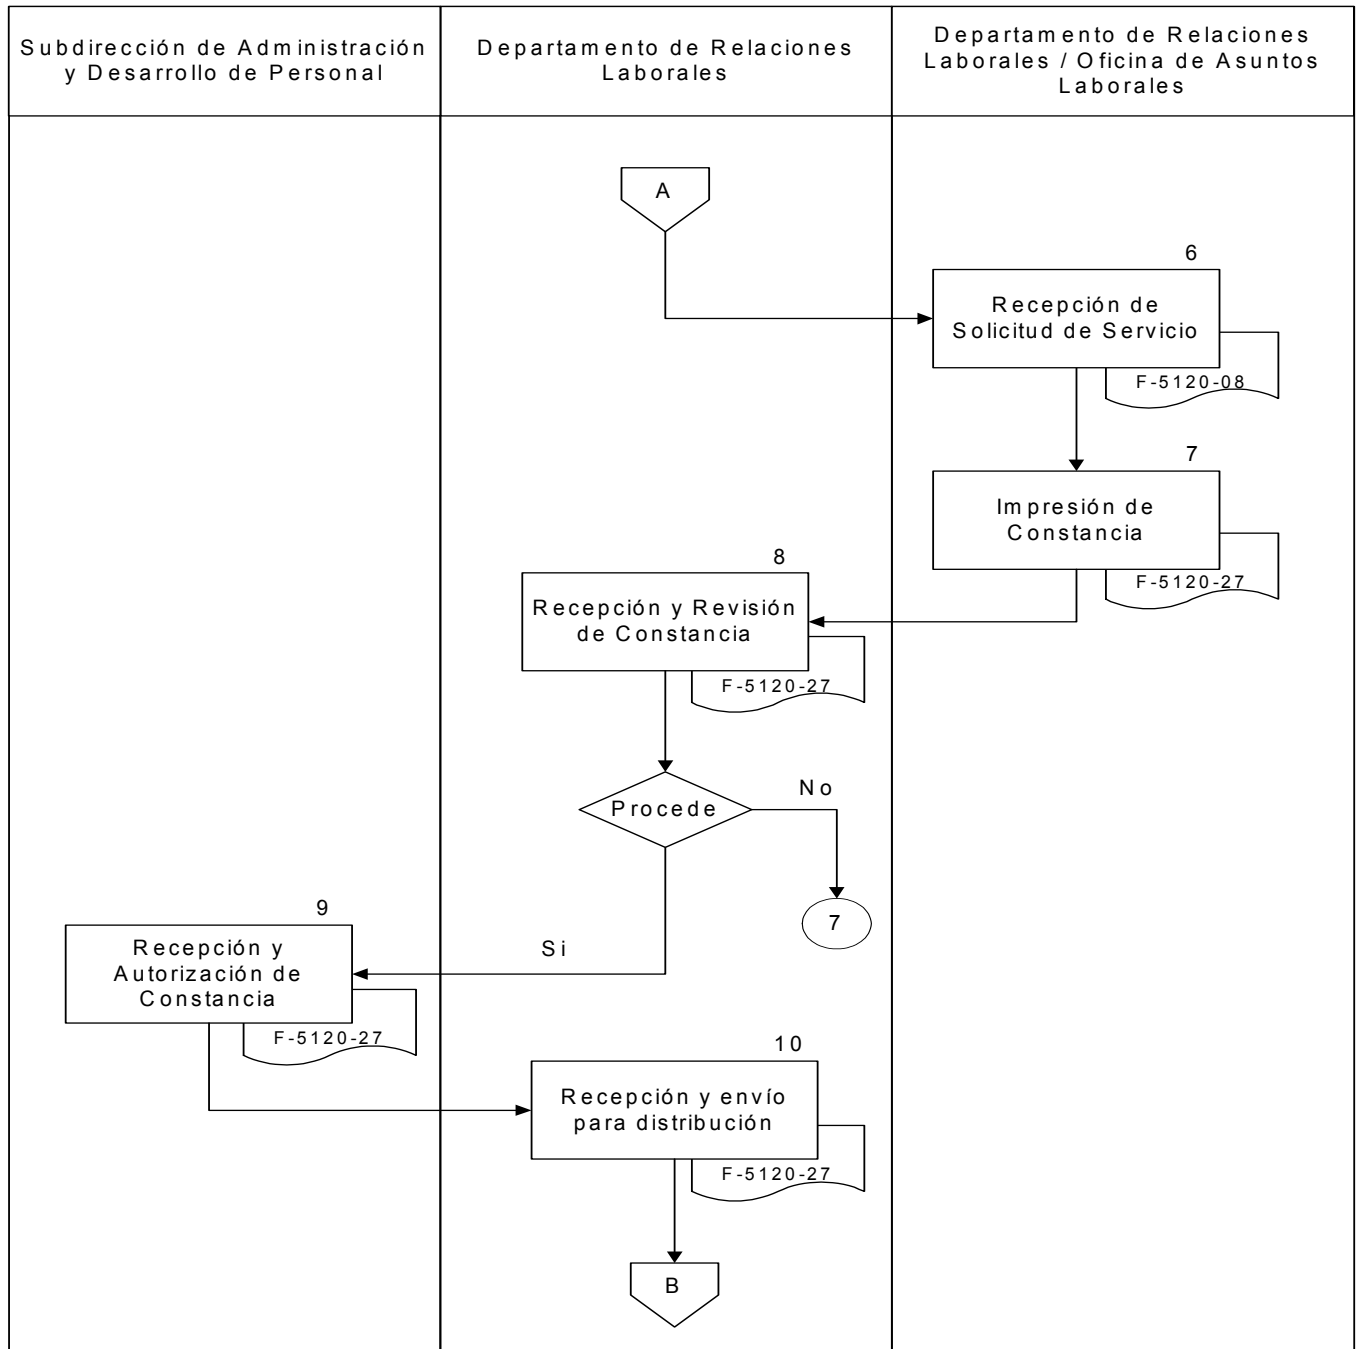 Subdirección de Administración
y Desarrollo de Personal
Departamento de Relaciones
Laborales
Departamento de Relaciones
Laborales / Oficina de Asuntos
Laborales
A
6
Recepción de
Solicitud de Servicio
F-5120-08
7
Impresión de
Constancia
F-5120-27
8
Recepción y Revisión
de Constancia
F-5120-27
Procede
No
7
Si
9
Recepción y
Autorización de
Constancia
F-5120-27
10
Recepción y envío
para distribución
F-5120-27
B